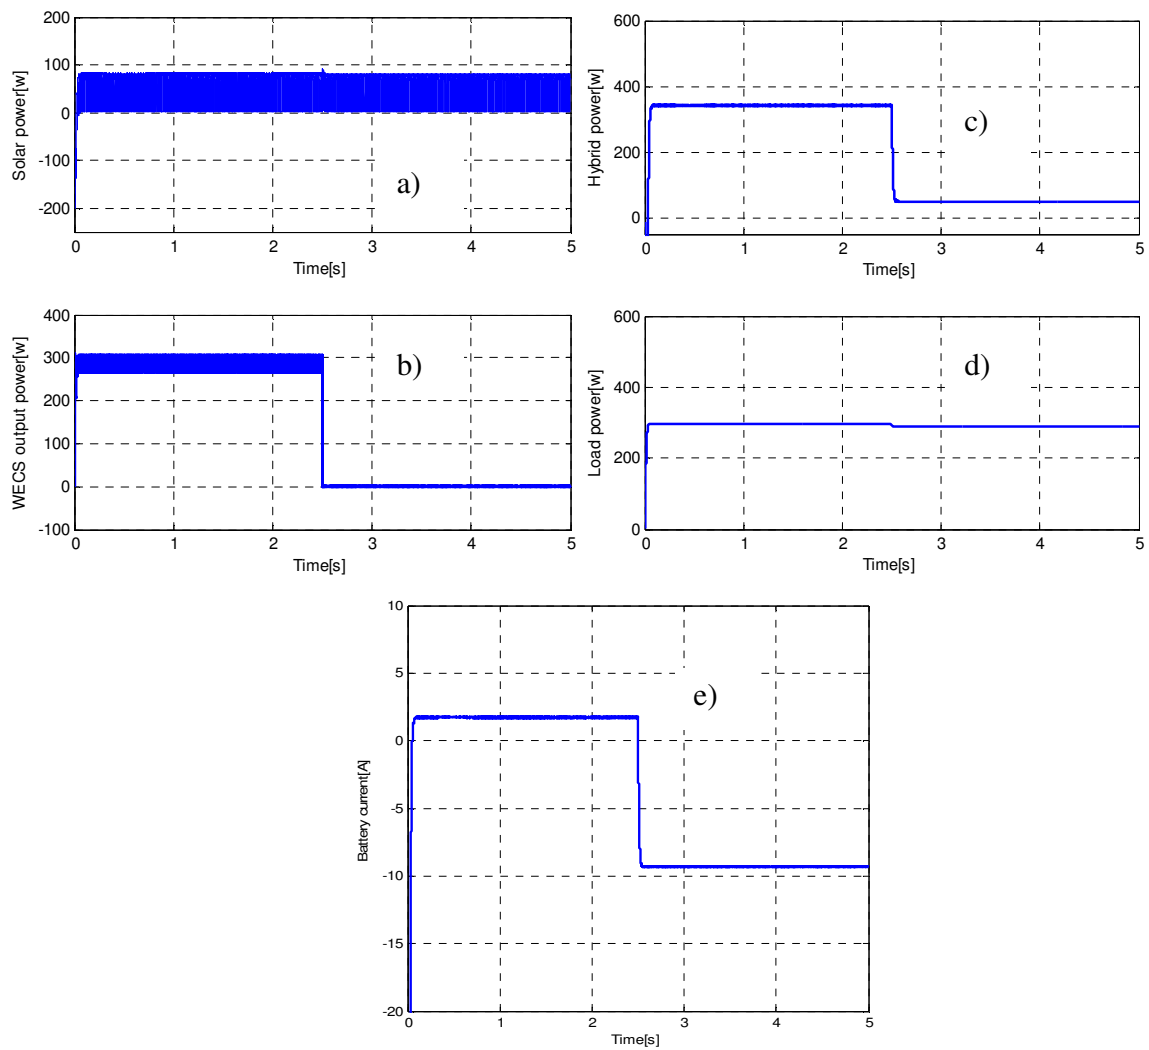 200
100
0
-100
-200
0 1 2 3 4 5
Time[s]
Solar power[w]
a)
600
400
200
0
0 1 2 3 4 5
Time[s]
Hybrid power[w]
c)
400
300
200
100
0
-100
0 1 2 3 4 5
Time[s]
WECS output power[w]
b)
600
400
200
0
0 1 2 3 4 5
Time[s]
Load power[w]
d)
10
5
0
-5
-10
-15
-20
0 1 2 3 4 5
Time[s]
Battery current[A]
e)